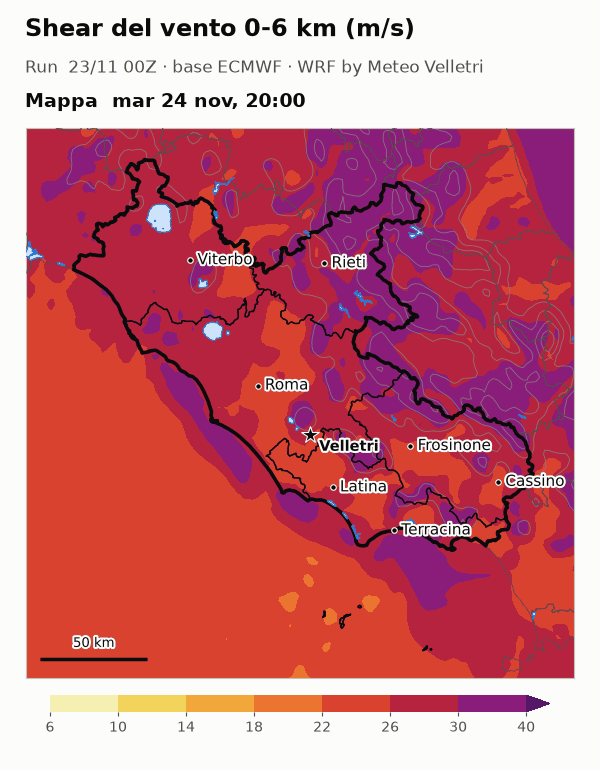 Shear del vento 0-6 km (m/s)
Run  23/11 00Z · base ECMWF · WRF by Meteo Velletri
Mappa  mar 24 nov, 20:00
Viterbo
Rieti
Roma
Velletri
Frosinone
Cassino
Latina
Terracina
50 km
6 10 14 18 22 26 30 40